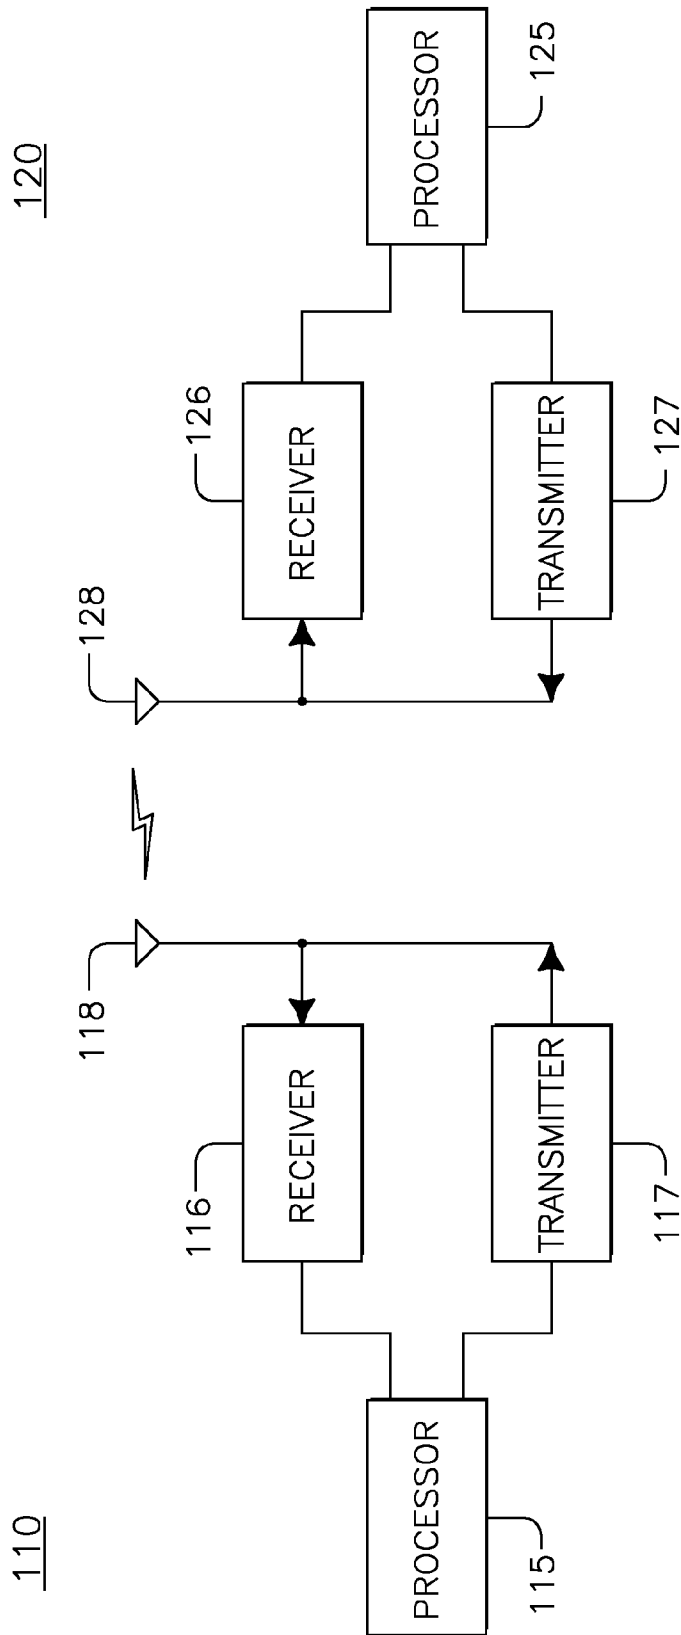 110
120
118
128
116
RECEIVER
126
RECEIVER
PROCESSOR
115
PROCESSOR
125
TRANSMITTER
117
TRANSMITTER
127